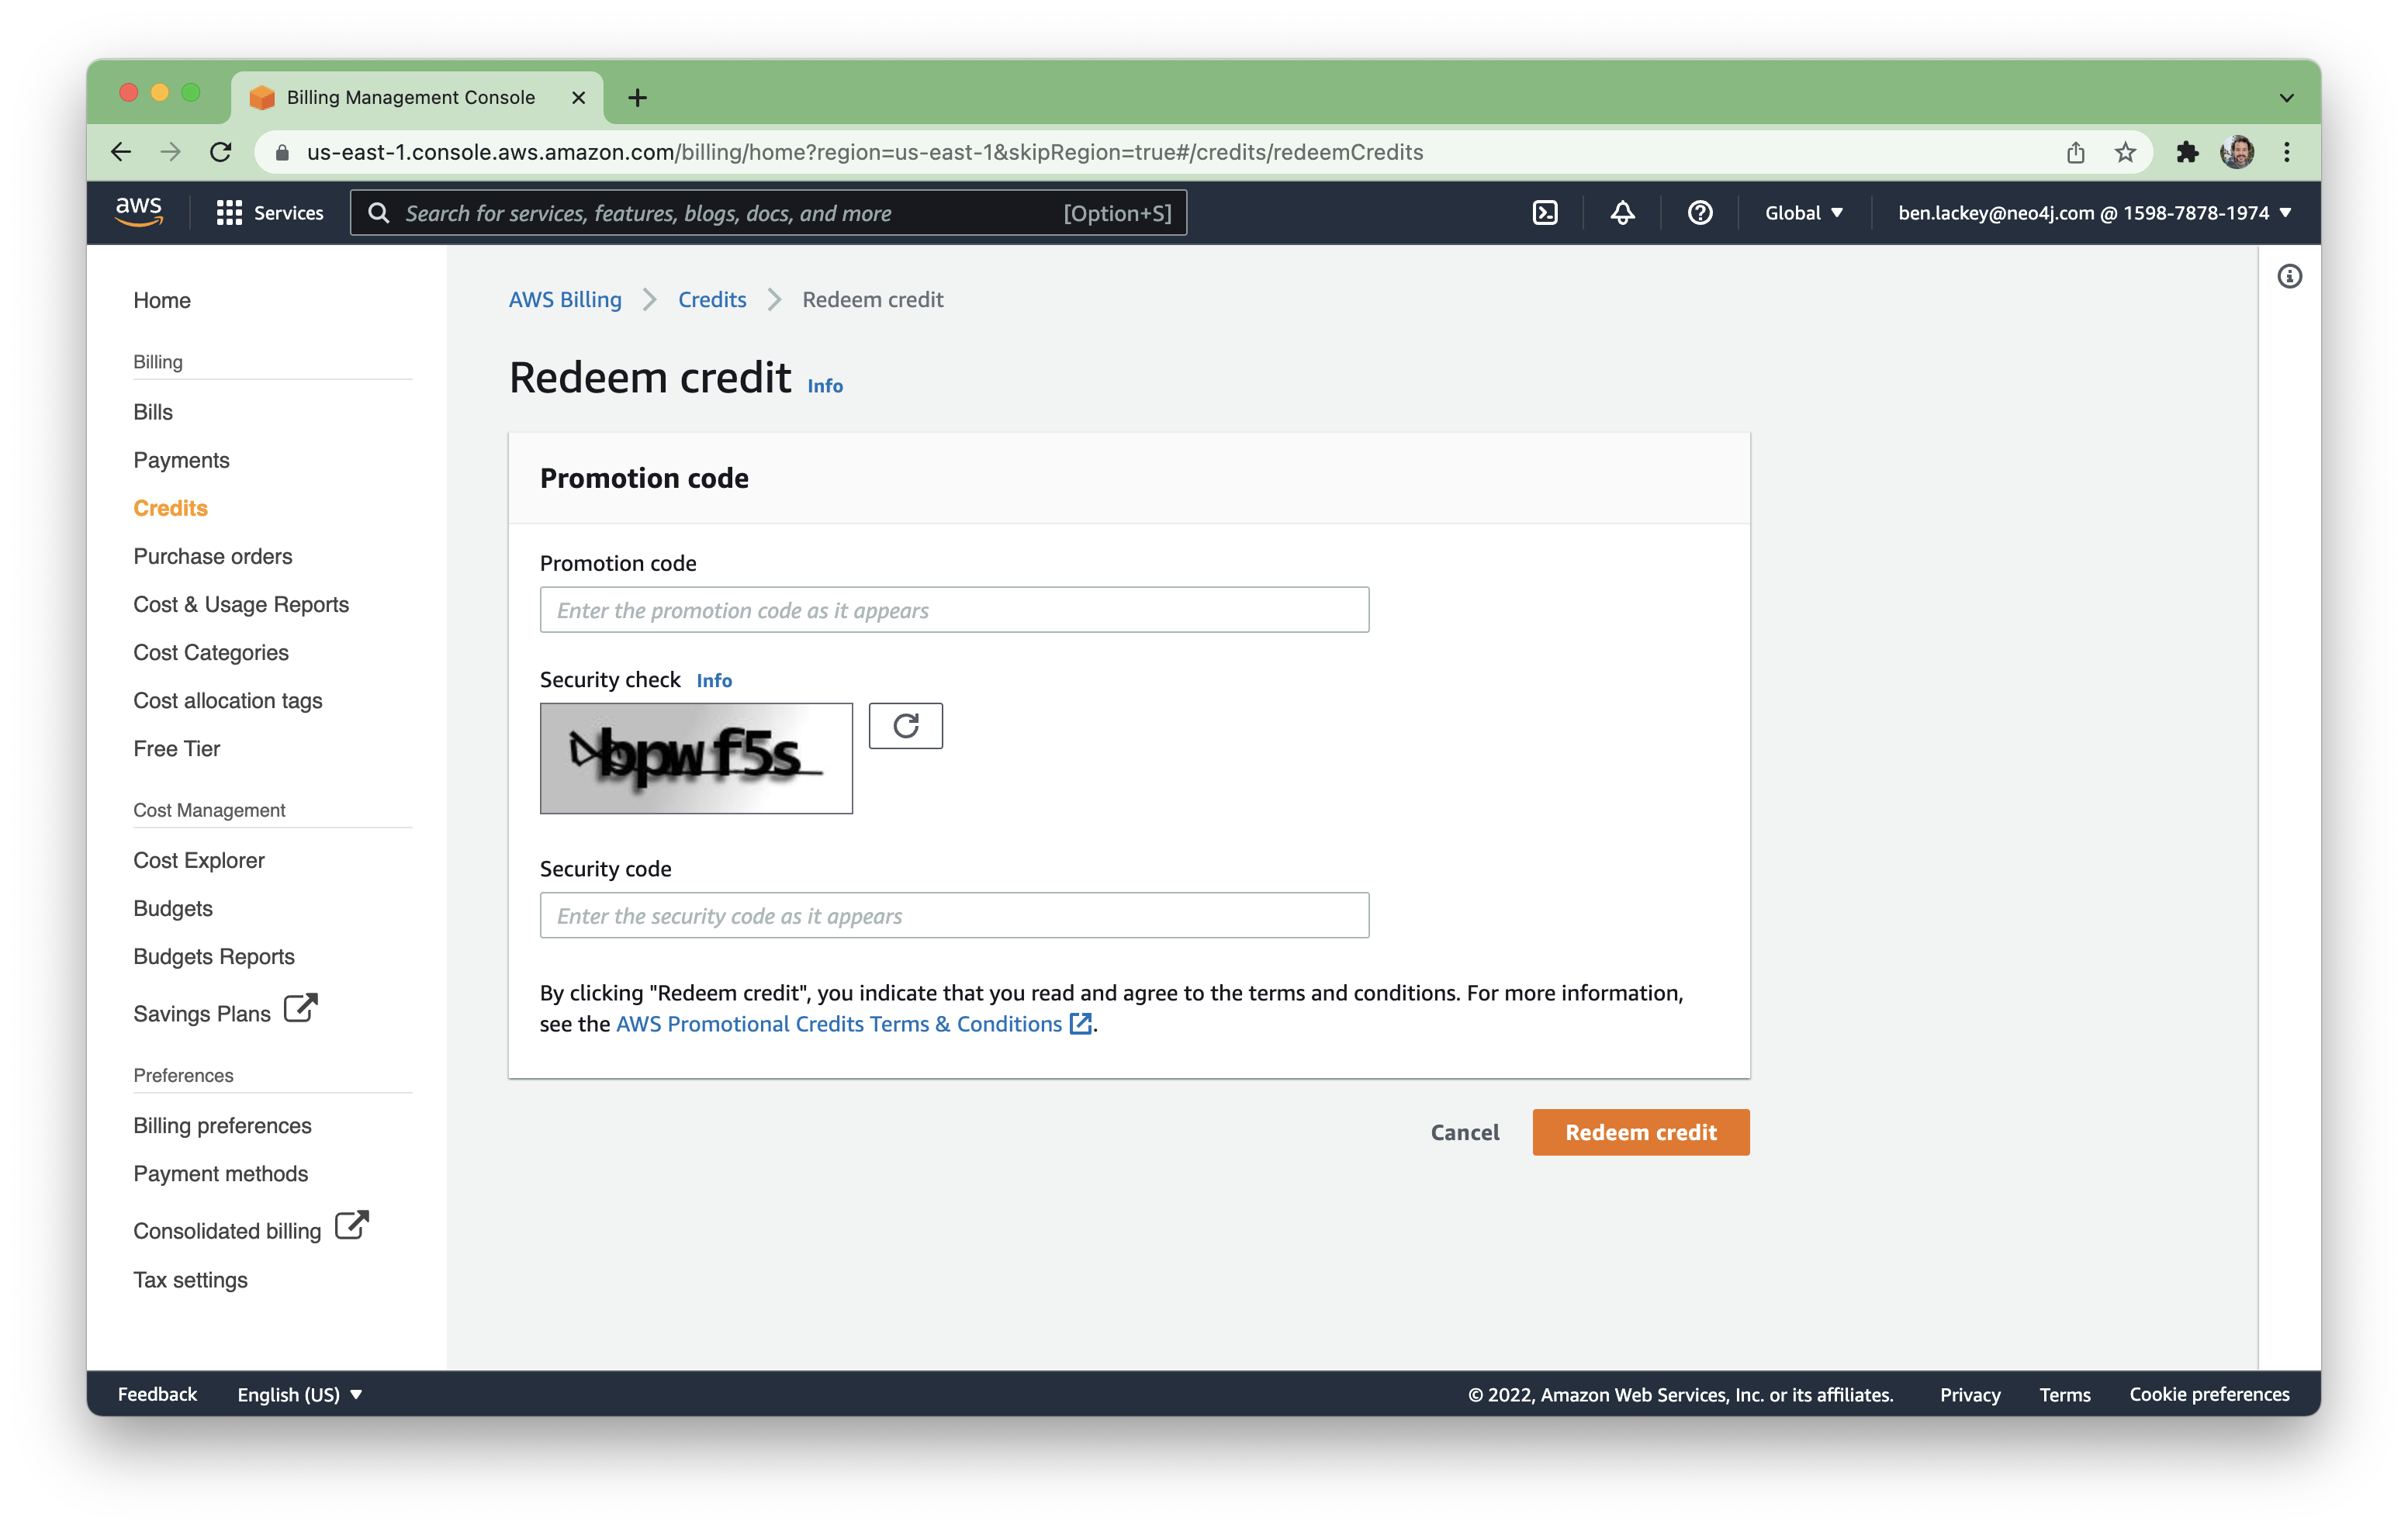 Billing Management Console
us-east-1.console.aws.amazon.com/billing/home?region=us-east-1&skipRegion=true#/credits/redeemCredits
aws
Services
Search for services, features, blogs, docs, and more
[Option+S]
Global
ben.lackey@neo4j.com @ 1598-7878-1974
Home
Billing
Bills
Payments
Credits
Purchase orders
Cost & Usage Reports
Cost Categories
Cost allocation tags
Free Tier
Cost Management
Cost Explorer
Budgets
Budgets Reports
Savings Plans
Preferences
Billing preferences
Payment methods
Consolidated billing
Tax settings
AWS Billing > Credits > Redeem credit
Redeem credit Info
Promotion code
Promotion code
Enter the promotion code as it appears
Security check Info
bpwf5s
Security code
Enter the security code as it appears
By clicking "Redeem credit", you indicate that you read and agree to the terms and conditions. For more information,
see the AWS Promotional Credits Terms & Conditions.
Cancel
Redeem credit
Feedback
English (US)
© 2022, Amazon Web Services, Inc. or its affiliates.
Privacy
Terms
Cookie preferences